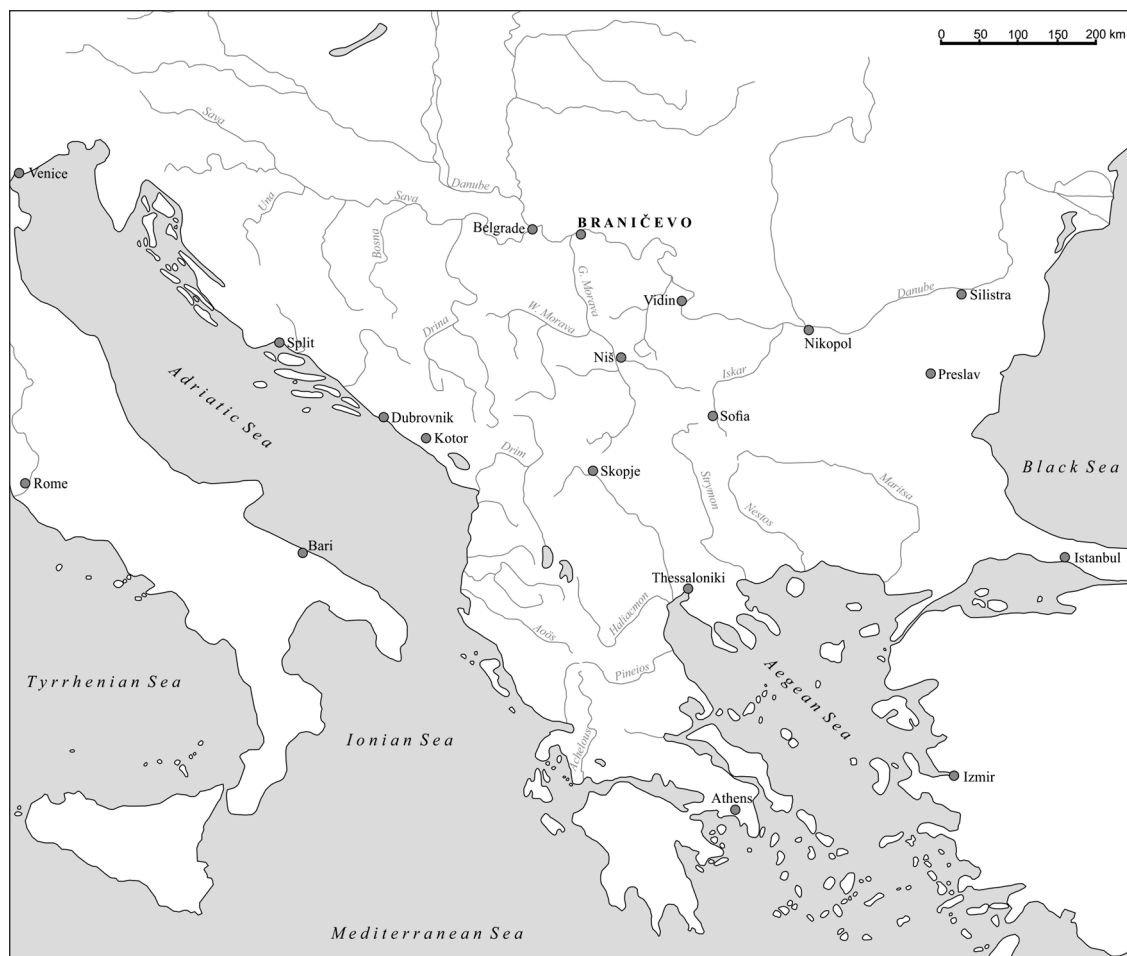 0 50 100 150 200 km
Sava
Venice
Una
Sava
Danube
Bosna
Belgrade
BRANIČEVO
G. Morava
Vidin
Danube
Silistra
W. Morava
Drina
Nikopol
Split
Niš
Iskar
Preslav
Adriatic Sea
Dubrovnik
Sofia
Kotor
Drim
Skopje
Strymon
Maritsa
Black Sea
Rome
Nestos
Bari
Istanbul
Thessaloniki
Haliacmon
Aoös
Pineios
Aegean Sea
Tyrrhenian Sea
Ionian Sea
Achelous
Izmir
Athens
Mediterranean Sea